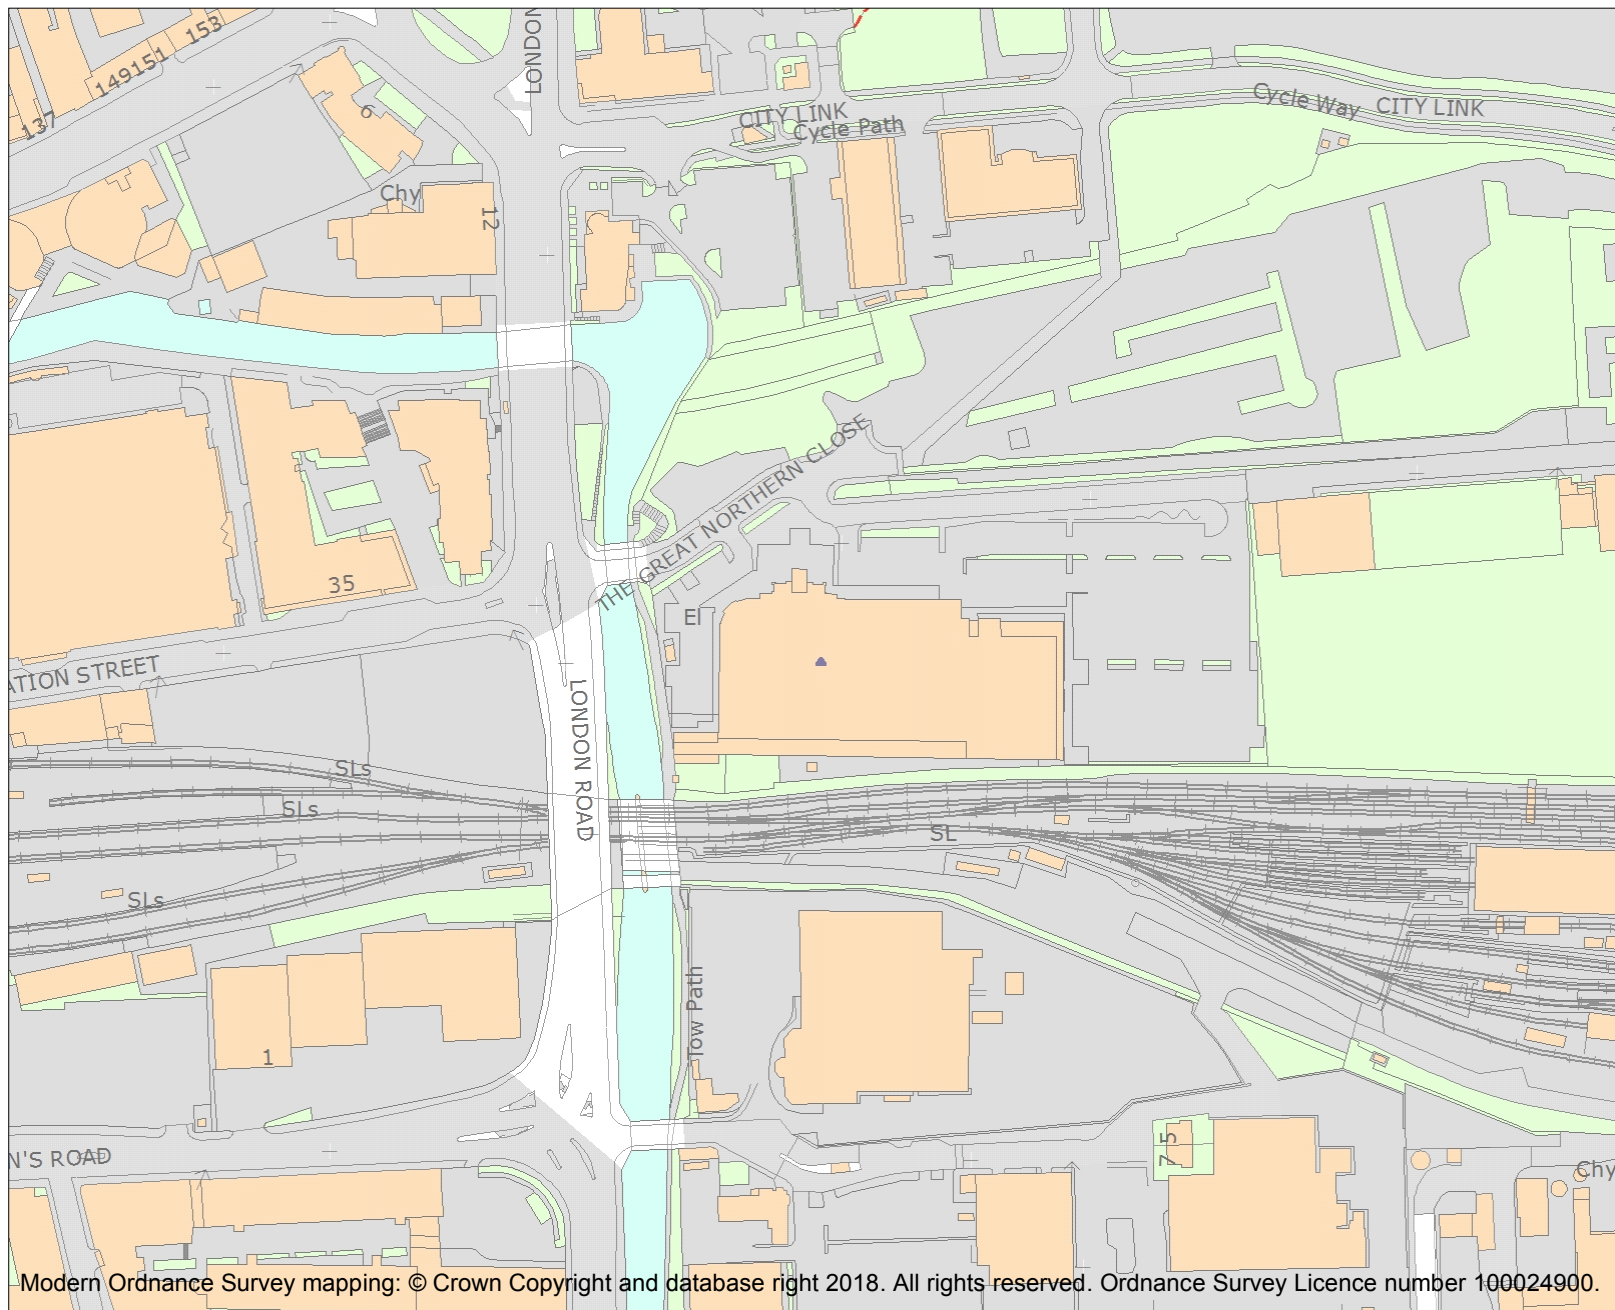 153
149151
137
LONDON
6
CITY LINK
Cycle Path
Cycle Way
CITY LINK
Chy
12
THE GREAT NORTHERN CLOSE
35
El
ATION STREET
LONDON ROAD
SLs
SLs
SL
SLs
Tow Path
1
N'S ROAD
75
Chy
Modern Ordnance Survey mapping: © Crown Copyright and database right 2018. All rights reserved. Ordnance Survey Licence number 100024900.